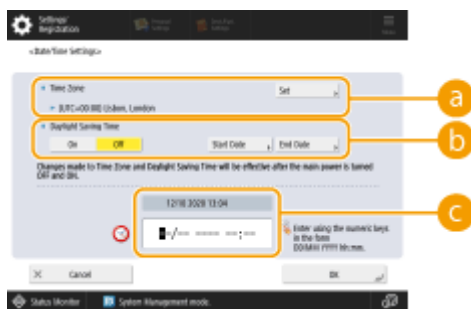 Settings/
Registration
<Date/Time Settings>
Time Zone
Set
(UTC+00:00) Lisbon, London
a
Daylight Saving Time
On
Off
Start Date
End Date
b
Changes made to Time Zone and Daylight Saving Time will be effective after the main power is turned
OFF and ON.
12/10 2020 13:04
--/-- ---- --:--
Enter using the numeric keys
in the form
DD/MM YYYY hh:mm.
c
Cancel
OK
Status Monitor
System Management mode.